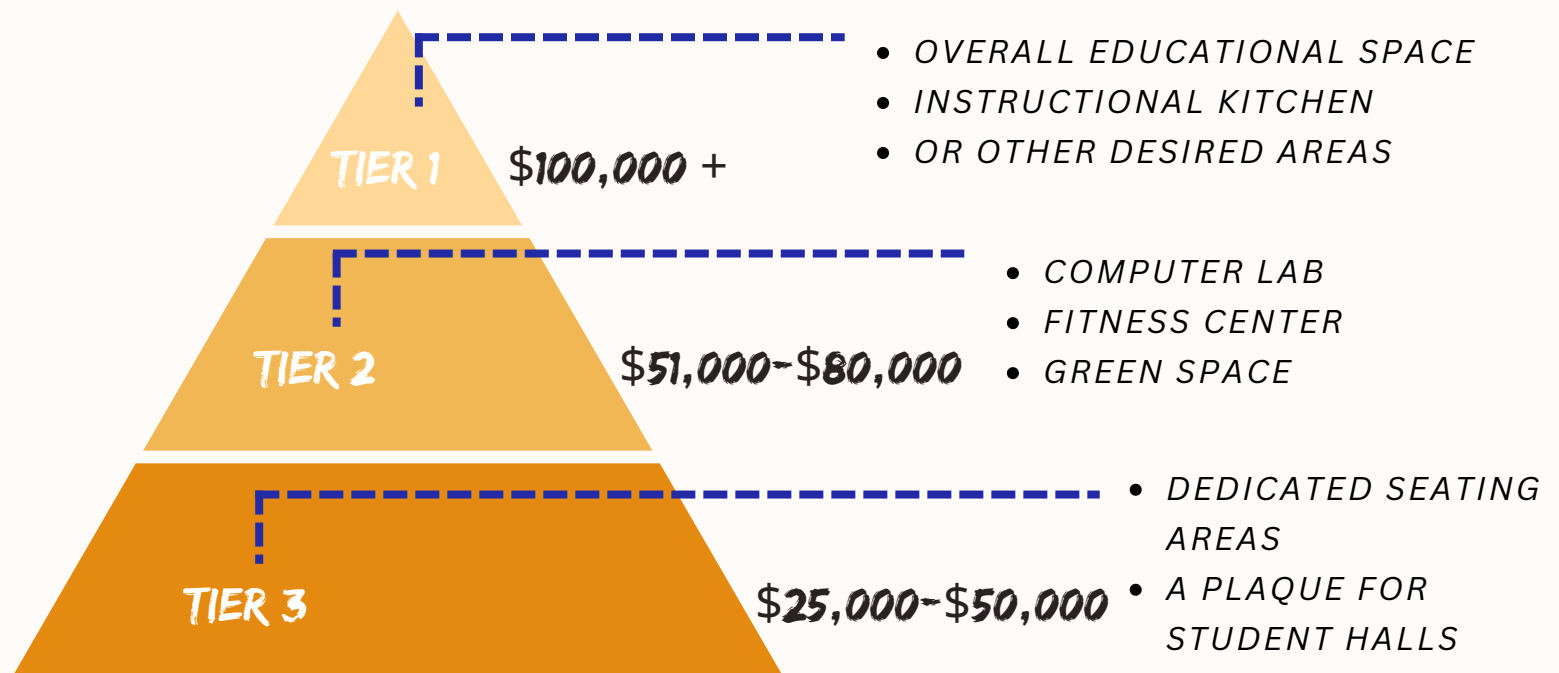 • OVERALL EDUCATIONAL SPACE
• INSTRUCTIONAL KITCHEN
• OR OTHER DESIRED AREAS
TIER 1
$100,000 +
• COMPUTER LAB
• FITNESS CENTER
• GREEN SPACE
TIER 2
$51,000-$80,000
• DEDICATED SEATING
AREAS
• A PLAQUE FOR
STUDENT HALLS
TIER 3
$25,000-$50,000